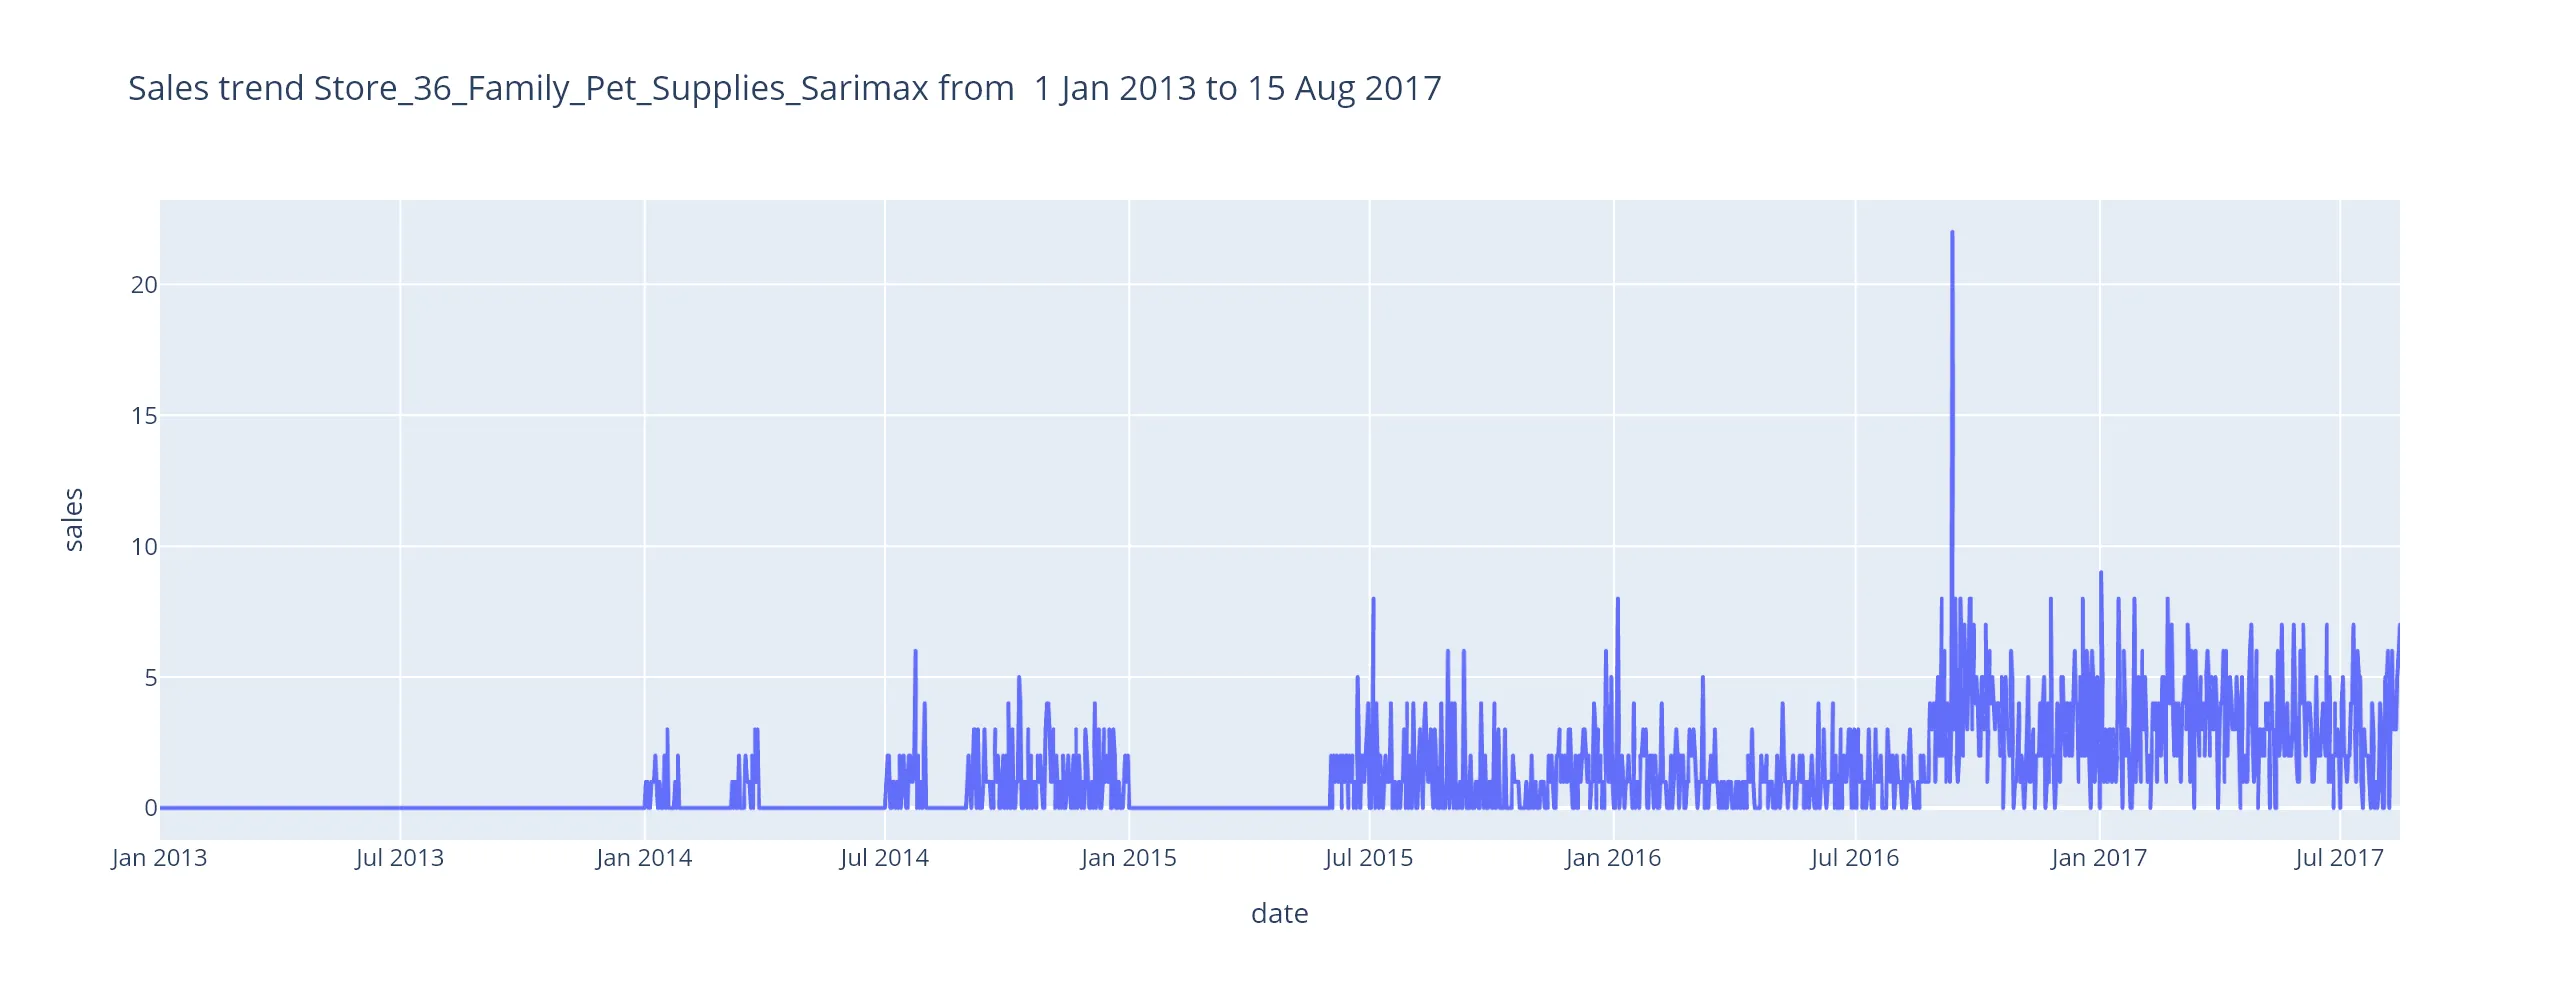 Sales trend Store_36_Family_Pet_Supplies_Sarimax from  1 Jan 2013 to 15 Aug 2017
20
15
10
5
0
sales
Jan 2013 Jul 2013 Jan 2014 Jul 2014 Jan 2015 Jul 2015 Jan 2016 Jul 2016 Jan 2017 Jul 2017
date